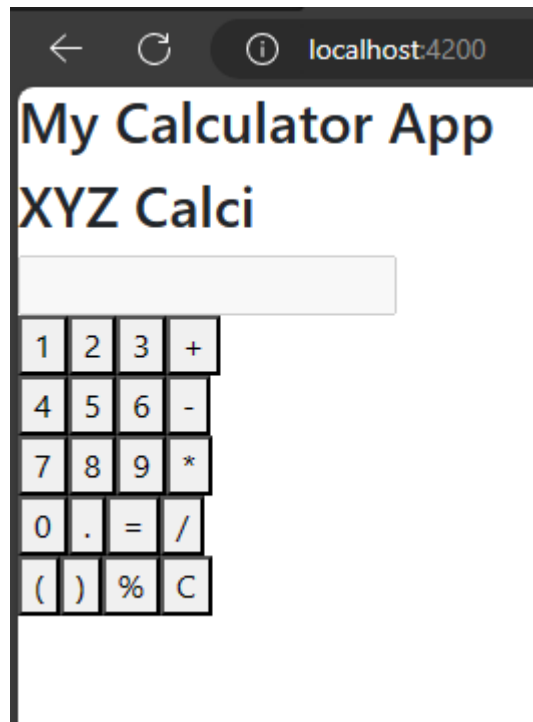 localhost:4200
My Calculator App
XYZ Calci
1 2 3 +
4 5 6 -
7 8 9 *
0 . = /
( ) % C